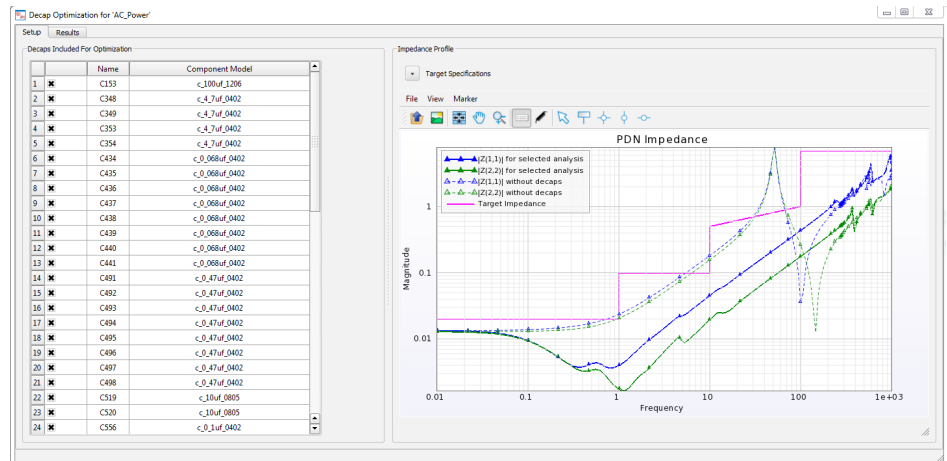 Decap Optimization for 'AC_Power'
Setup Results
Decaps Included For Optimization
Name Component Model
1 C153 c_100uf_1206
2 C348 c_4_7uf_0402
3 C349 c_4_7uf_0402
4 C353 c_4_7uf_0402
5 C354 c_4_7uf_0402
6 C434 c_0_068uf_0402
7 C435 c_0_068uf_0402
8 C436 c_0_068uf_0402
9 C437 c_0_068uf_0402
10 C438 c_0_068uf_0402
11 C439 c_0_068uf_0402
12 C440 c_0_068uf_0402
13 C441 c_0_068uf_0402
14 C491 c_0_47uf_0402
15 C492 c_0_47uf_0402
16 C493 c_0_47uf_0402
17 C494 c_0_47uf_0402
18 C495 c_0_47uf_0402
19 C496 c_0_47uf_0402
20 C497 c_0_47uf_0402
21 C498 c_0_47uf_0402
22 C519 c_10uf_0805
23 C520 c_10uf_0805
24 C556 c_0_1uf_0402
Impedance Profile
Target Specifications
File View Marker
PDN Impedance
|Z(1,1)| for selected analysis
|Z(2,2)| for selected analysis
|Z(1,1)| without decaps
|Z(2,2)| without decaps
Target Impedance
Magnitude
1
0.1
0.01
0.01 0.1 1 10 100 1e+03
Frequency